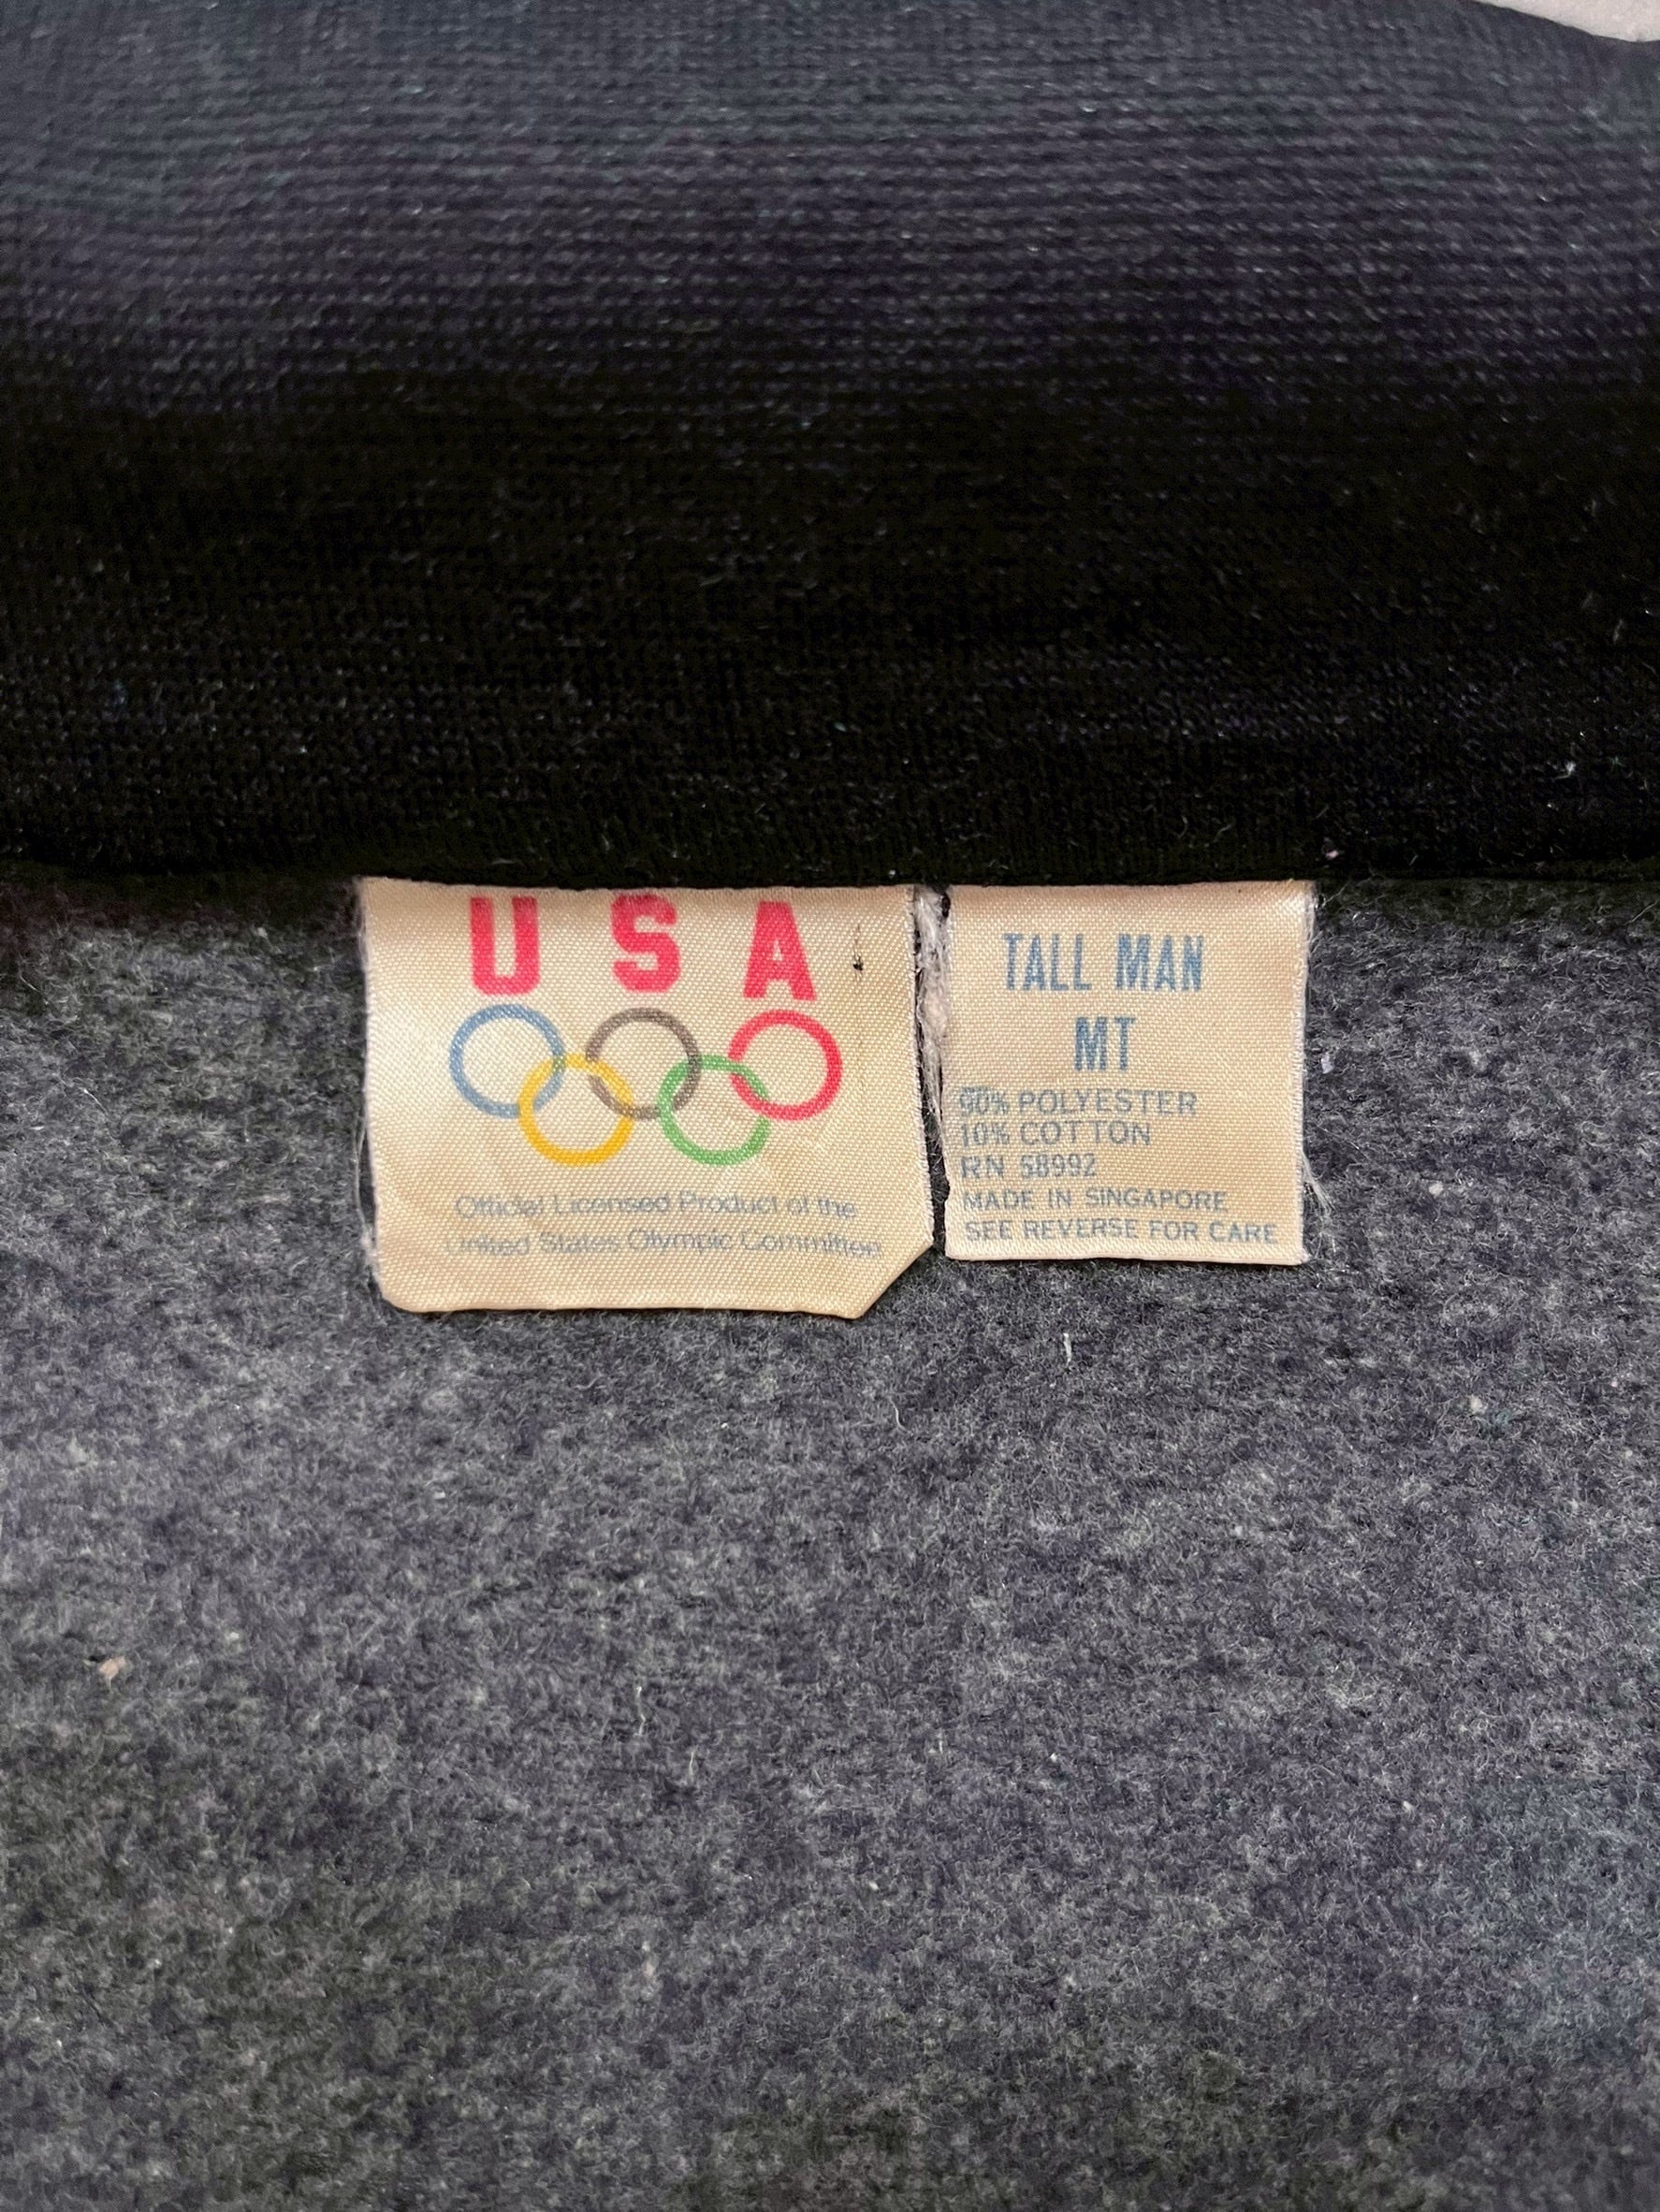 USA
Official Licensed Product of the
United States Olympic Committee
TALL MAN
MT
90% POLYESTER
10% COTTON
RN 58992
MADE IN SINGAPORE
SEE REVERSE FOR CARE